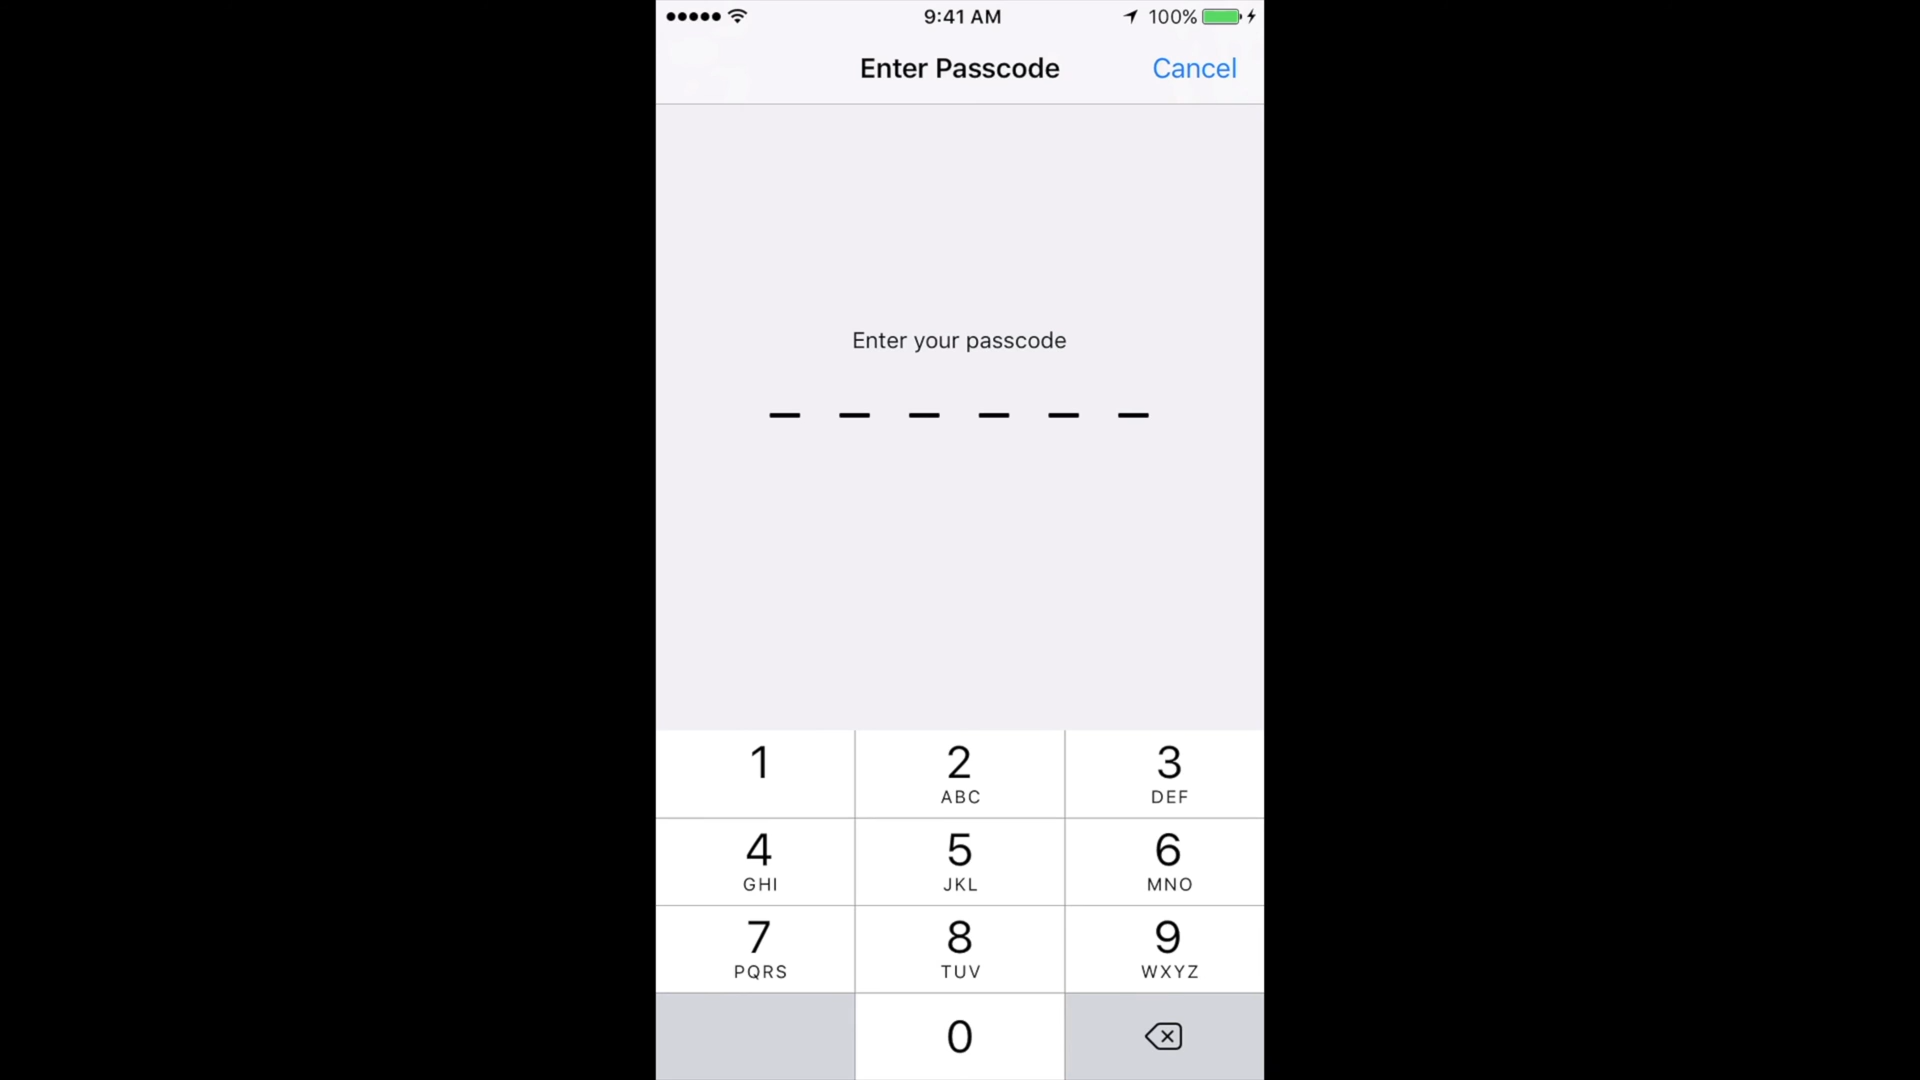 9:41 AM
100%
Enter Passcode
Cancel
Enter your passcode
1
2
3
ABC
DEF
4
5
6
GHI
JKL
MNO
7
8
9
PQRS
TUV
WXYZ
0